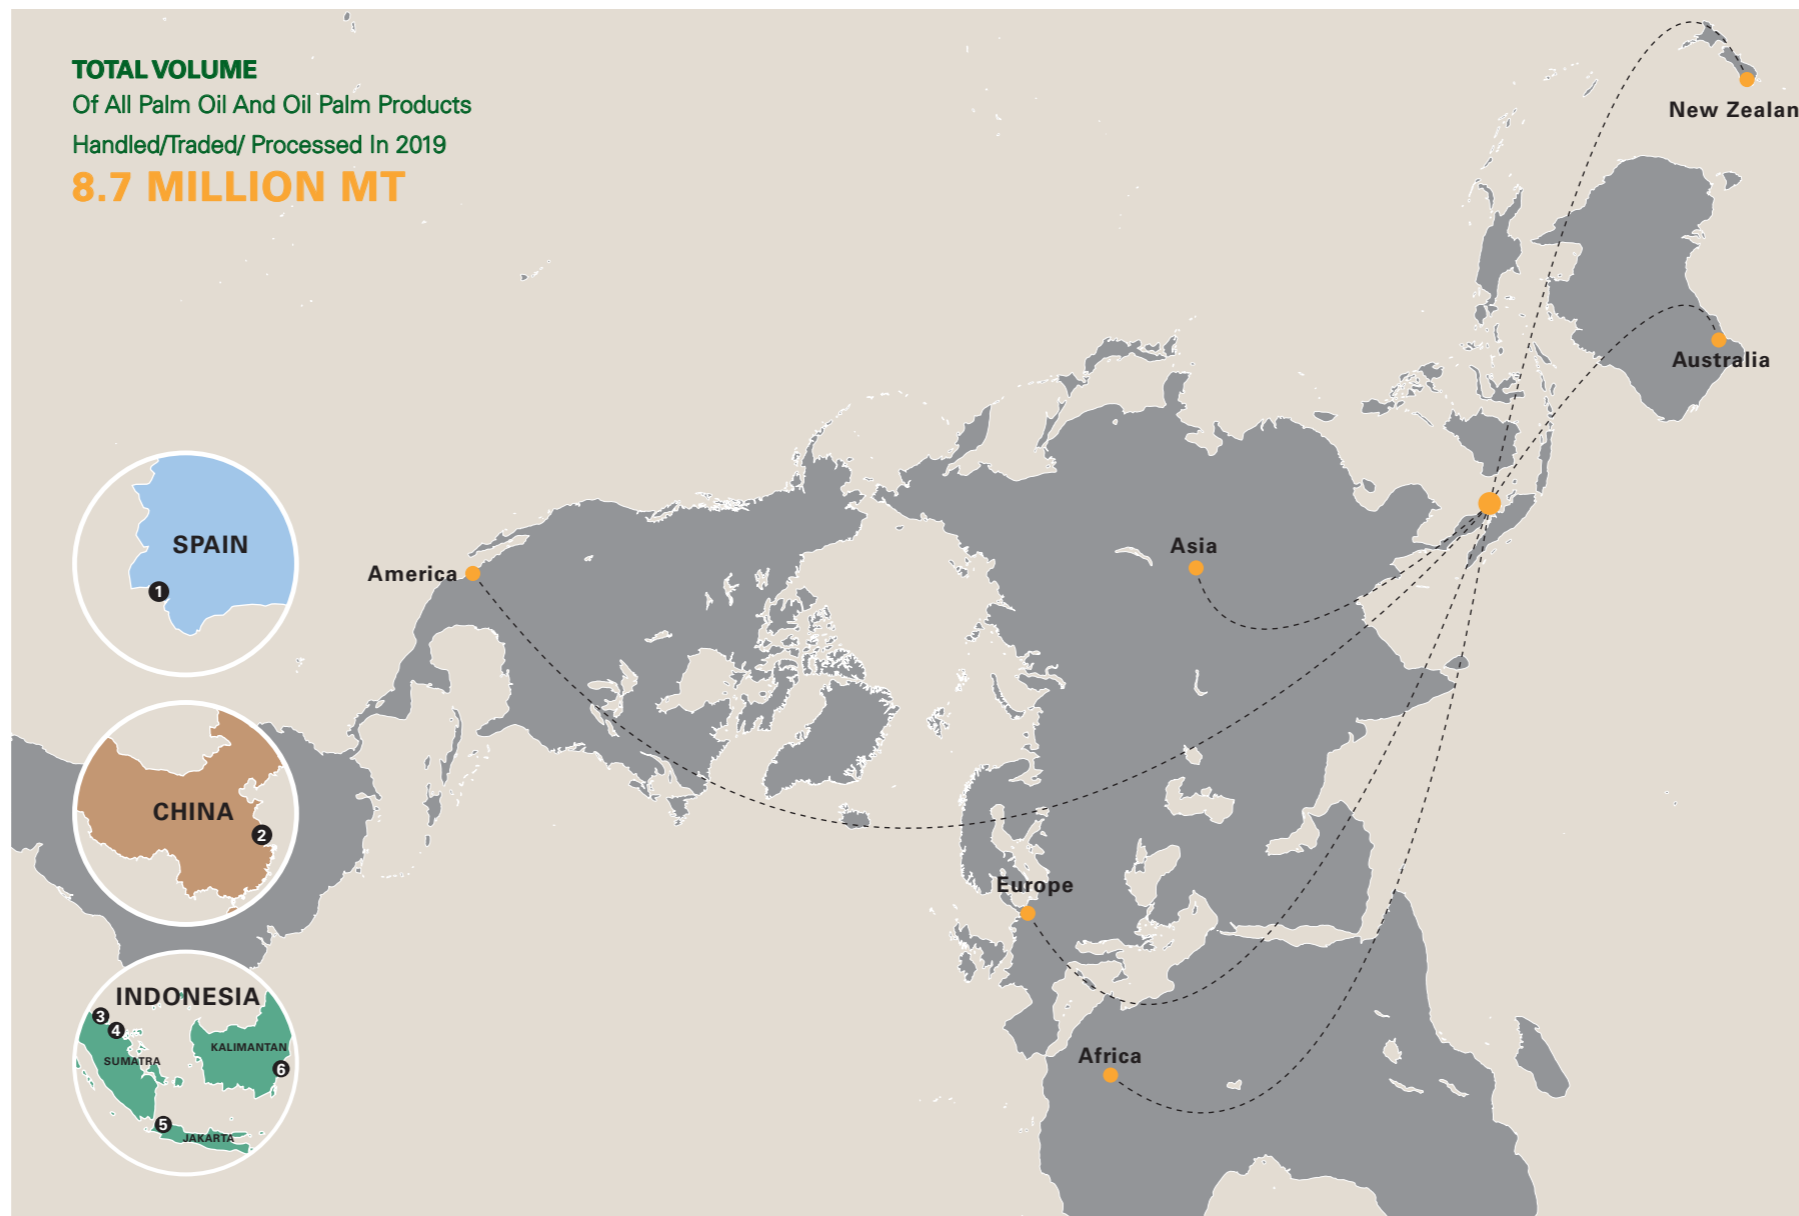 TOTAL VOLUME
Of All Palm Oil And Oil Palm Products
Handled/Traded/ Processed In 2019
8.7 MILLION MT
New Zealan
Australia
Asia
America
Europe
Africa
SPAIN
1
CHINA
2
INDONESIA
3
4
SUMATRA
KALIMANTAN
6
5
JAKARTA